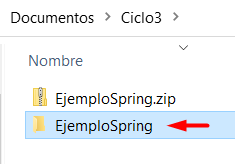 Documentos > Ciclo3 >
Nombre
EjemploSpring.zip
EjemploSpring